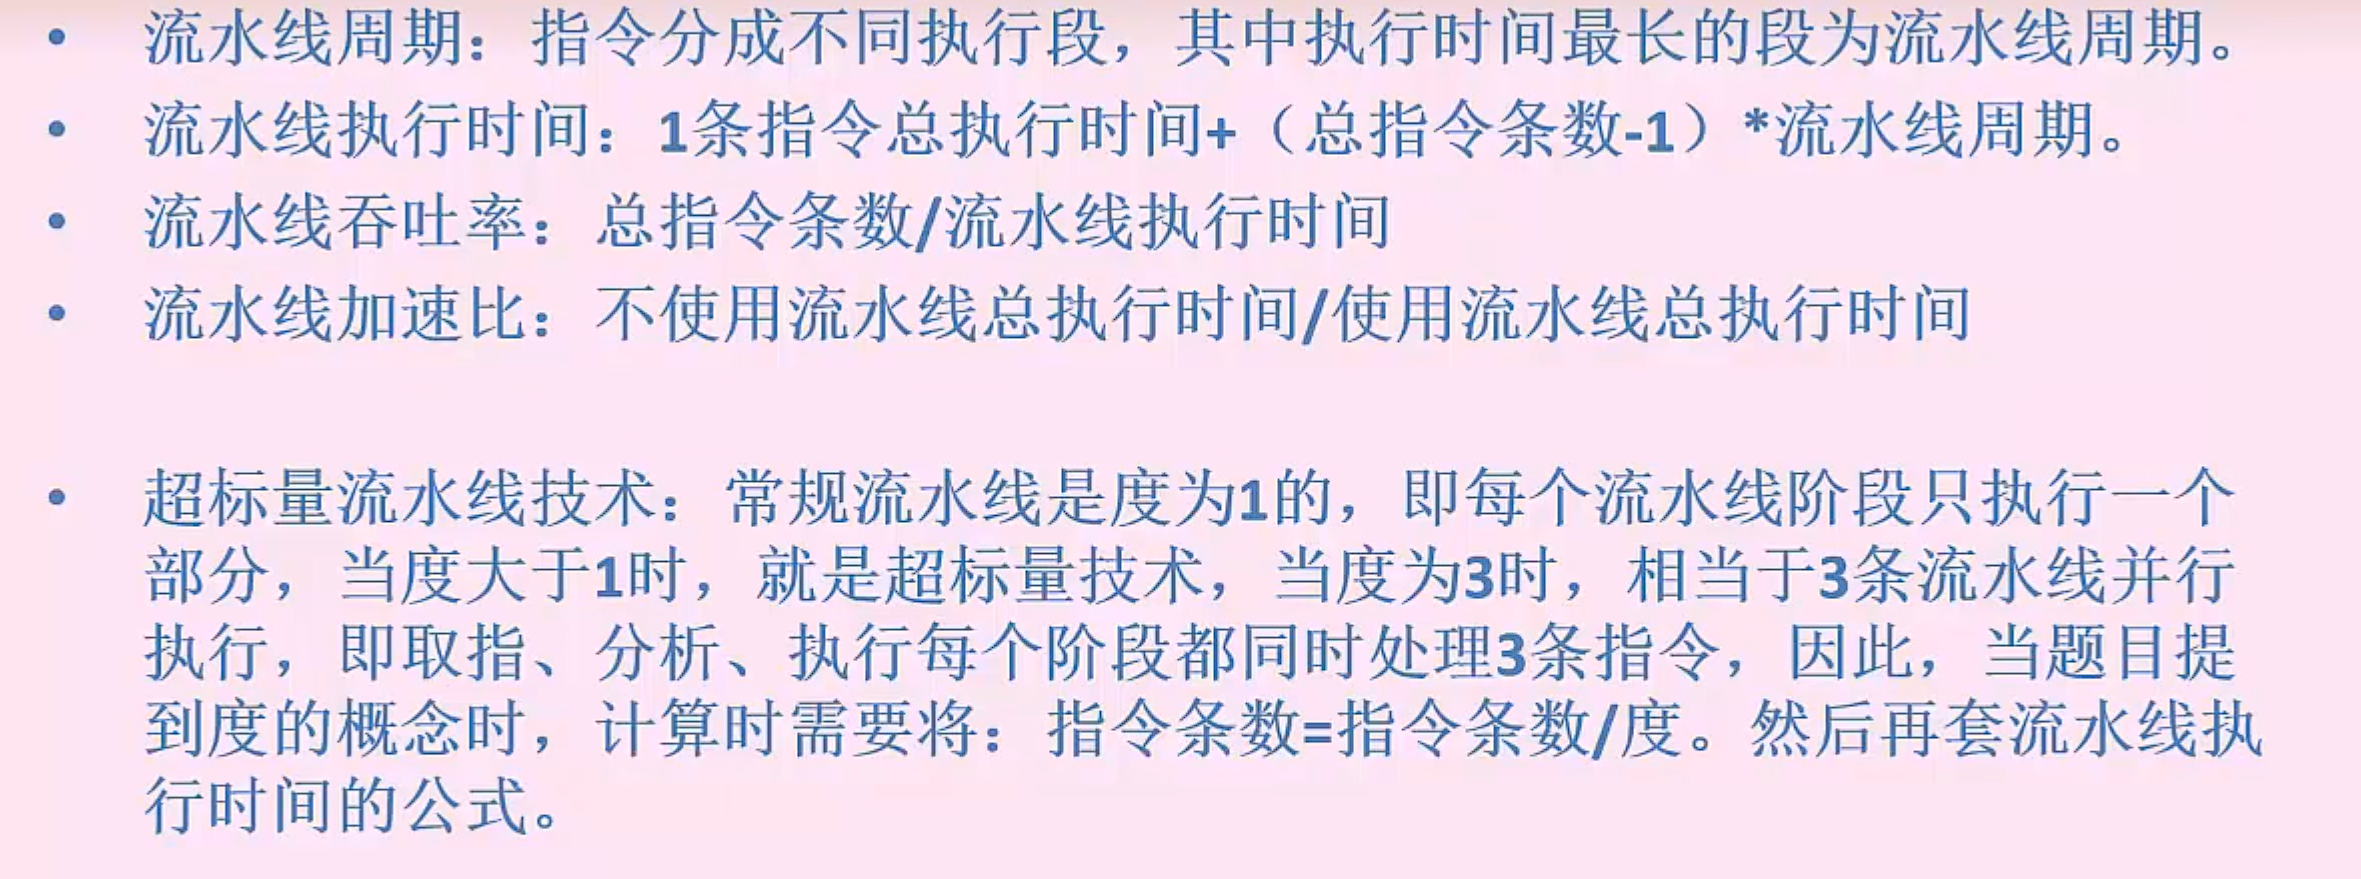 • 流水线周期：指令分成不同执行段，其中执行时间最长的段为流水线周期。
• 流水线执行时间：1条指令总执行时间+（总指令条数-1）*流水线周期。
• 流水线吞吐率：总指令条数/流水线执行时间
• 流水线加速比：不使用流水线总执行时间/使用流水线总执行时间
• 超标量流水线技术：常规流水线是度为1的，即每个流水线阶段只执行一个
部分，当度大于1时，就是超标量技术，当度为3时，相当于3条流水线并行
执行，即取指、分析、执行每个阶段都同时处理3条指令，因此，当题目提
到度的概念时，计算时需要将：指令条数=指令条数/度。然后再套流水线执
行时间的公式。